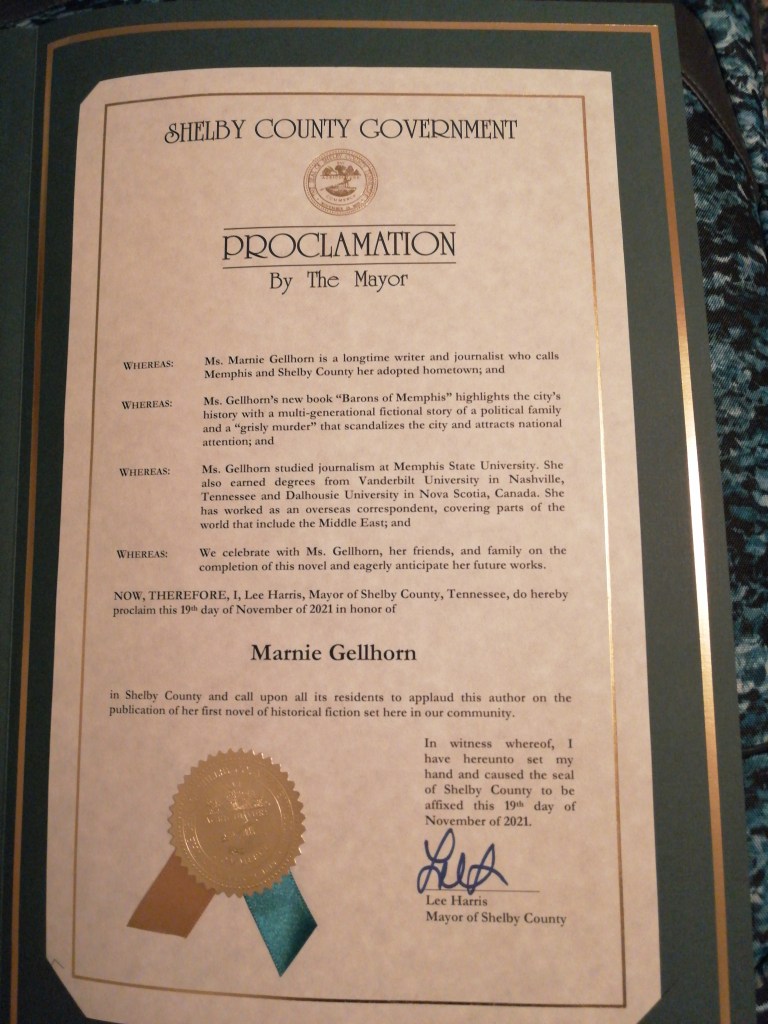 SHELBY COUNTY GOVERNMENT
PROCLAMATION
By The Mayor
WHEREAS: Ms. Marnie Gellhorn is a longtime writer and journalist who calls
Memphis and Shelby County her adopted hometown; and
WHEREAS: Ms. Gellhorn's new book “Barons of Memphis” highlights the city's
history with a multi-generational fictional story of a political family
and a “grisly murder” that scandalizes the city and attracts national
attention; and
WHEREAS: Ms. Gellhorn studied journalism at Memphis State University. She
also earned degrees from Vanderbilt University in Nashville,
Tennessee and Dalhousie University in Nova Scotia, Canada. She
has worked as an overseas correspondent, covering parts of the
world that include the Middle East; and
WHEREAS: We celebrate with Ms. Gellhorn, her friends, and family on the
completion of this novel and eagerly anticipate her future works.
NOW, THEREFORE, I, Lee Harris, Mayor of Shelby County, Tennessee, do hereby
proclaim this 19th day of November of 2021 in honor of
Marnie Gellhorn
in Shelby County and call upon all its residents to applaud this author on the
publication of her first novel of historical fiction set here in our community.
In witness whereof, I
have hereunto set my
hand and caused the seal
of Shelby County to be
affixed this 19th day of
November of 2021.
Lee Harris
Mayor of Shelby County